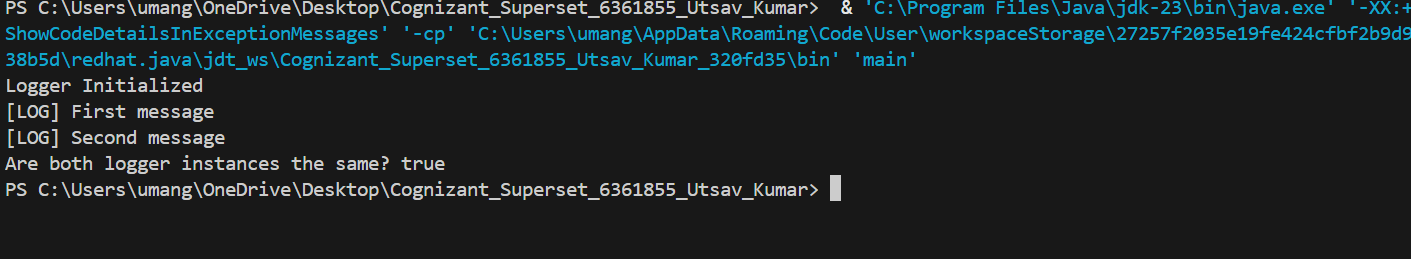 PS C:\Users\umang\OneDrive\Desktop\Cognizant_Superset_6361855_Utsav_Kumar>  & 'C:\Program Files\Java\jdk-23\bin\java.exe' '-XX:+
ShowCodeDetailsInExceptionMessages' '-cp' 'C:\Users\umang\AppData\Roaming\Code\User\workspaceStorage\27257f2035e19fe424cfbf2b9d9
38b5d\redhat.java\jdt_ws\Cognizant_Superset_6361855_Utsav_Kumar_320fd35\bin' 'main'
Logger Initialized
[LOG] First message
[LOG] Second message
Are both logger instances the same? true
PS C:\Users\umang\OneDrive\Desktop\Cognizant_Superset_6361855_Utsav_Kumar>